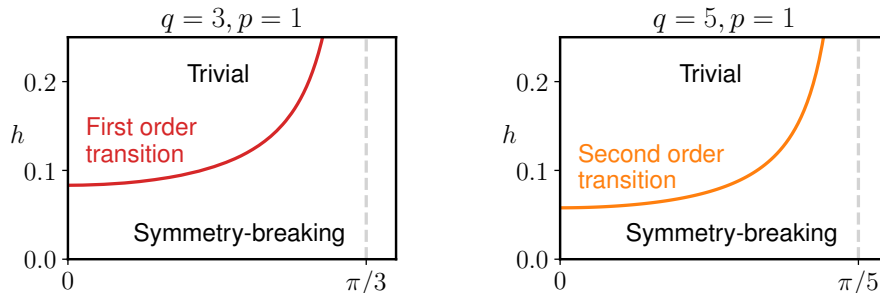 q = 3, p = 1
0.2
0.1
0.0
h
Trivial
First order
transition
Symmetry-breaking
0
π/3
q = 5, p = 1
0.2
0.1
0.0
h
Trivial
Second order
transition
Symmetry-breaking
0
π/5